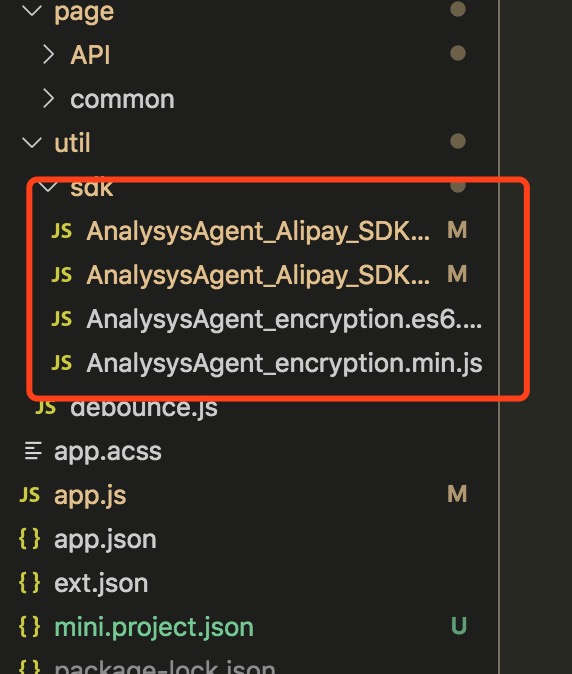 page
API
common
util
sdk
JS AnalysysAgent_Alipay_SDK... M
JS AnalysysAgent_Alipay_SDK... M
JS AnalysysAgent_encryption.es6....
JS AnalysysAgent_encryption.min.js
JS debounce.js
app.acss
JS app.js M
{} app.json
{} ext.json
{} mini.project.json U
{} package-lock.json